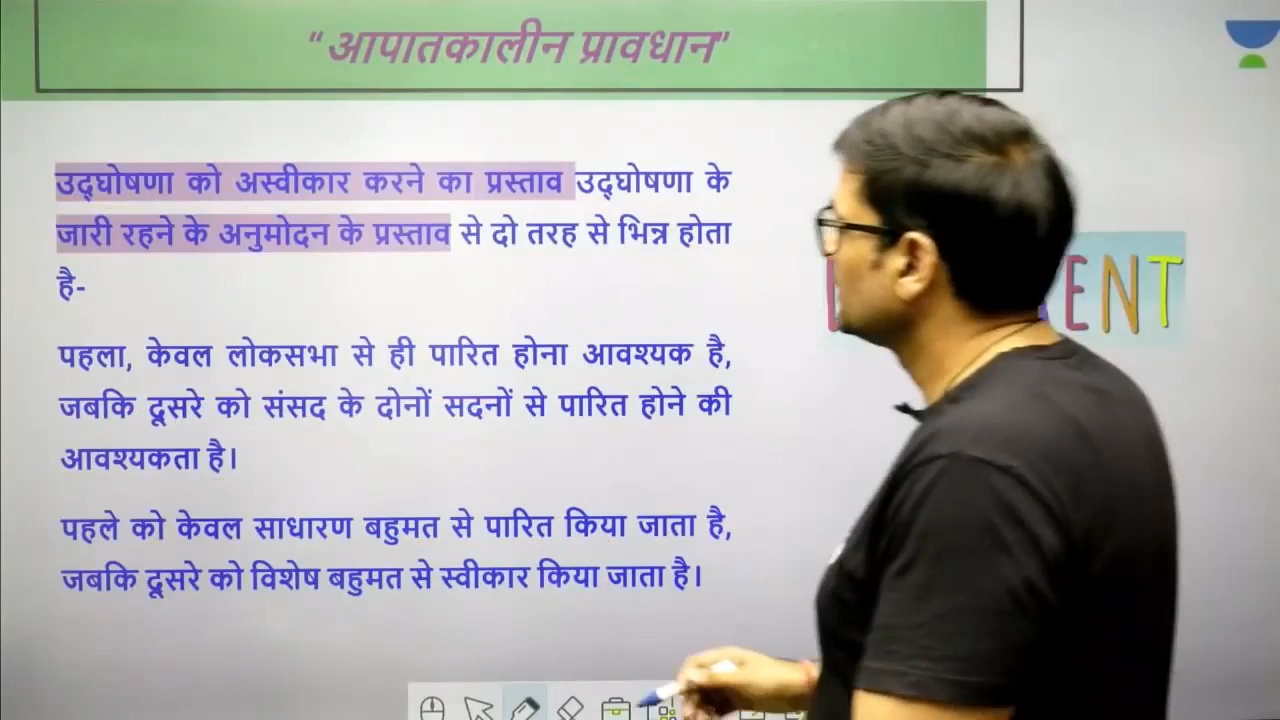 “आपातकालीन प्रावधान”
उद्घोषणा को अस्वीकार करने का प्रस्ताव उद्घोषणा के
जारी रहने के अनुमोदन के प्रस्ताव से दो तरह से भिन्न होता
है-
पहला, केवल लोकसभा से ही पारित होना आवश्यक है,
जबकि दूसरे को संसद के दोनों सदनों से पारित होने की
आवश्यकता है।
पहले को केवल साधारण बहुमत से पारित किया जाता है,
जबकि दूसरे को विशेष बहुमत से स्वीकार किया जाता है।